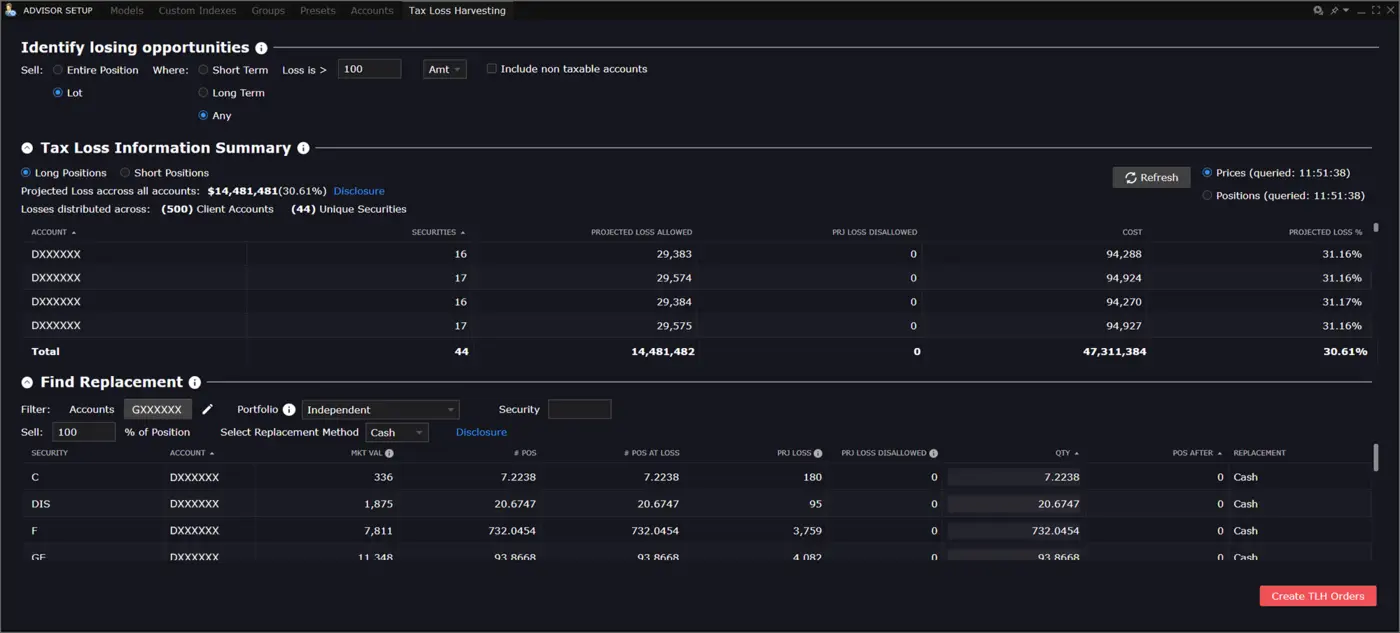 ADVISOR SETUP Models Custom Indexes Groups Presets Accounts Tax Loss Harvesting
Identify losing opportunities
Sell: Entire Position Where: Short Term Loss is > 100 Amt Include non taxable accounts
Lot Long Term
Any
Tax Loss Information Summary
Long Positions Short Positions
Refresh Prices (queried: 11:51:38)
Projected Loss accross all accounts: $14,481,481(30.61%) Disclosure
Positions (queried: 11:51:38)
Losses distributed across: (500) Client Accounts (44) Unique Securities
ACCOUNT SECURITIES PROJECTED LOSS ALLOWED PRJ LOSS DISALLOWED COST PROJECTED LOSS %
DXXXXXX 16 29,383 0 94,288 31.16%
DXXXXXX 17 29,574 0 94,924 31.16%
DXXXXXX 16 29,384 0 94,270 31.17%
DXXXXXX 17 29,575 0 94,927 31.16%
Total 44 14,481,482 0 47,311,384 30.61%
Find Replacement
Filter: Accounts GXXXXXX Portfolio Independent Security
Sell: 100 % of Position Select Replacement Method Cash Disclosure
SECURITY ACCOUNT MKT VAL # POS # POS AT LOSS PRJ LOSS PRJ LOSS DISALLOWED QTY POS AFTER REPLACEMENT
C DXXXXXX 336 7.2238 7.2238 180 0 7.2238 0 Cash
DIS DXXXXXX 1,875 20.6747 20.6747 95 0 20.6747 0 Cash
F DXXXXXX 7,811 732.0454 732.0454 3,759 0 732.0454 0 Cash
GE DXXXXXX 11,348 93.8668 93.8668 4,082 0 93.8668 0 Cash
Create TLH Orders